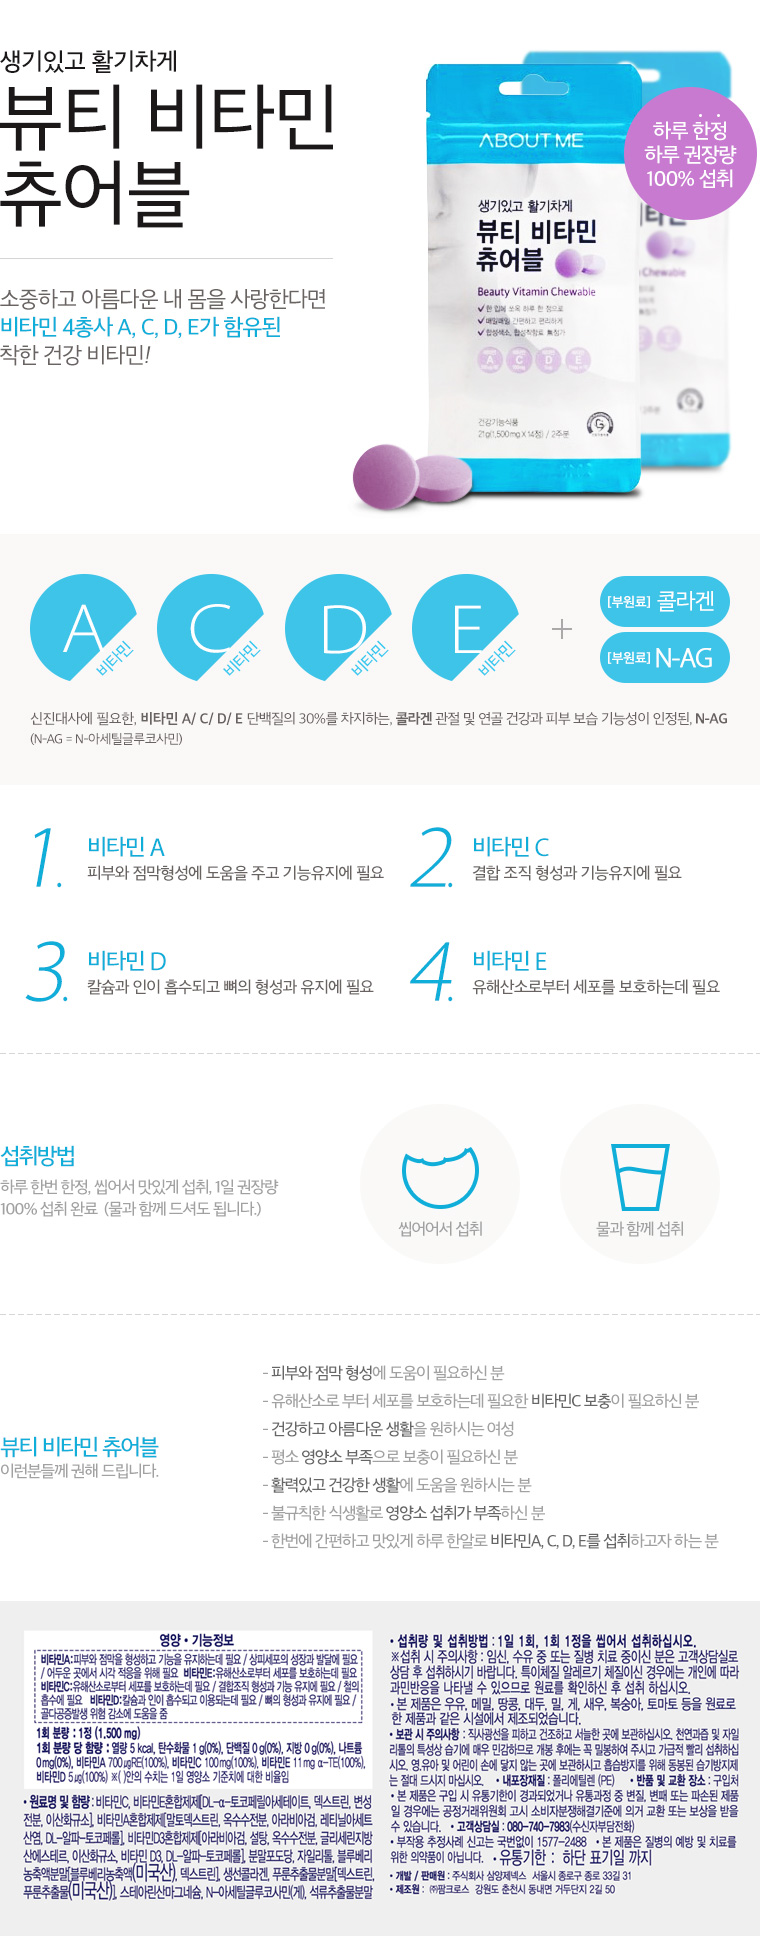 생기있고 활기차게
뷰티 비타민
츄어블
소중하고 아름다운 내 몸을 사랑한다면
비타민 4총사 A, C, D, E가 함유된
착한 건강 비타민!
하루 한정
하루 권장량
100% 섭취
ABOUT ME
생기있고 활기차게
뷰티 비타민
츄어블
Beauty Vitamin Chewable
한 입에 쏘옥 하루 한 정으로
매일매일 간편하고 편리하게
합성색소, 합성착향료 無첨가
A C D E
건강기능식품
21g(1,500mg X 14정) / 2주분
A 비타민
C 비타민
D 비타민
E 비타민
+
[부원료] 콜라겐
[부원료] N-AG
신진대사에 필요한, 비타민 A/ C/ D/ E 단백질의 30%를 차지하는, 콜라겐 관절 및 연골 건강과 피부 보습 기능성이 인정된, N-AG
(N-AG = N-아세틸글루코사민)
1. 비타민 A
피부와 점막형성에 도움을 주고 기능유지에 필요
2. 비타민 C
결합 조직 형성과 기능유지에 필요
3. 비타민 D
칼슘과 인이 흡수되고 뼈의 형성과 유지에 필요
4. 비타민 E
유해산소로부터 세포를 보호하는데 필요
섭취방법
하루 한번 한정, 씹어서 맛있게 섭취, 1일 권장량
100% 섭취 완료 (물과 함께 드셔도 됩니다.)
씹어어서 섭취
물과 함께 섭취
뷰티 비타민 츄어블
이런분들께 권해 드립니다.
- 피부와 점막 형성에 도움이 필요하신 분
- 유해산소로 부터 세포를 보호하는데 필요한 비타민C 보충이 필요하신 분
- 건강하고 아름다운 생활을 원하시는 여성
- 평소 영양소 부족으로 보충이 필요하신 분
- 활력있고 건강한 생활에 도움을 원하시는 분
- 불규칙한 식생활로 영양소 섭취가 부족하신 분
- 한번에 간편하고 맛있게 하루 한알로 비타민A, C, D, E를 섭취하고자 하는 분
영양 • 기능정보
비타민A:피부와 점막을 형성하고 기능을 유지하는데 필요 / 상피세포의 성장과 발달에 필요
/ 어두운 곳에서 시각 적응을 위해 필요 비타민E:유해산소로부터 세포를 보호하는데 필요
비타민C:유해산소로부터 세포를 보호하는데 필요 / 결합조직 형성과 기능 유지에 필요 / 철의
흡수에 필요 비타민D:칼슘과 인이 흡수되고 이용되는데 필요 / 뼈의 형성과 유지에 필요 /
골다공증발생 위험 감소에 도움을 줌
1회 분량 : 1정 (1,500 mg)
1회 분량 당 함량 : 열량 5 kcal, 탄수화물 1 g(0%), 단백질 0 g(0%), 지방 0 g(0%), 나트륨
0 mg(0%), 비타민A 700 μgRE(100%), 비타민C 100 mg(100%), 비타민E 11 mg α-TE(100%),
비타민D 5 μg(100%) ※( )안의 수치는 1일 영양소 기준치에 대한 비율임
• 원료명 및 함량 : 비타민C, 비타민E혼합제제[DL-α-토코페릴아세테이트, 덱스트린, 변성
전분, 이산화규소], 비타민A혼합제제[말토덱스트린, 옥수수전분, 아라비아검, 레티닐아세트
산염, DL-알파-토코페롤], 비타민D3혼합제제[아라비아검, 설탕, 옥수수전분, 글리세린지방
산에스테르, 이산화규소, 비타민 D3, DL-알파-토코페롤], 분말포도당, 자일리톨, 블루베리
농축액분말[블루베리농축액(미국산), 덱스트린], 생선콜라겐, 푸룬추출물분말[덱스트린,
푸룬추출물(미국산)], 스테아린산마그네슘, N-아세틸글루코사민(게), 석류추출물분말
• 섭취량 및 섭취방법 : 1일 1회, 1회 1정을 씹어서 섭취하십시오.
※섭취 시 주의사항 : 임신, 수유 중 또는 질병 치료 중이신 분은 고객상담실로
상담 후 섭취하시기 바랍니다. 특이체질 알레르기 체질이신 경우에는 개인에 따라
과민반응을 나타낼 수 있으므로 원료를 확인하신 후 섭취 하십시오.
• 본 제품은 우유, 메밀, 땅콩, 대두, 밀, 게, 새우, 복숭아, 토마토 등을 원료로
한 제품과 같은 시설에서 제조되었습니다.
• 보관 시 주의사항 : 직사광선을 피하고 건조하고 서늘한 곳에 보관하십시오. 천연과즙 및 자일
리톨의 특성상 습기에 매우 민감하므로 개봉 후에는 꼭 밀봉하여 주시고 가급적 빨리 섭취하십
시오. 영.유아 및 어린이 손에 닿지 않는 곳에 보관하시고 흡습방지를 위해 동봉된 습기방지제
는 절대 드시지 마십시오. • 내포장재질 : 폴리에틸렌 (PE) • 반품 및 교환 장소 : 구입처
• 본 제품은 구입 시 유통기한이 경과되었거나 유통과정 중 변질, 변패 또는 파손된 제품
일 경우에는 공정거래위원회 고시 소비자분쟁해결기준에 의거 교환 또는 보상을 받을
수 있습니다. • 고객상담실 : 080-740-7983(수신자부담전화)
• 부작용 추정사례 신고는 국번없이 1577-2488 • 본 제품은 질병의 예방 및 치료를
위한 의약품이 아닙니다. • 유통기한 : 하단 표기일 까지
• 개발 / 판매원 : 주식회사 삼양제넥스 서울시 종로구 종로 33길 31
• 제조원 : ㈜팜크로스 강원도 춘천시 동내면 거두단지 2길 50